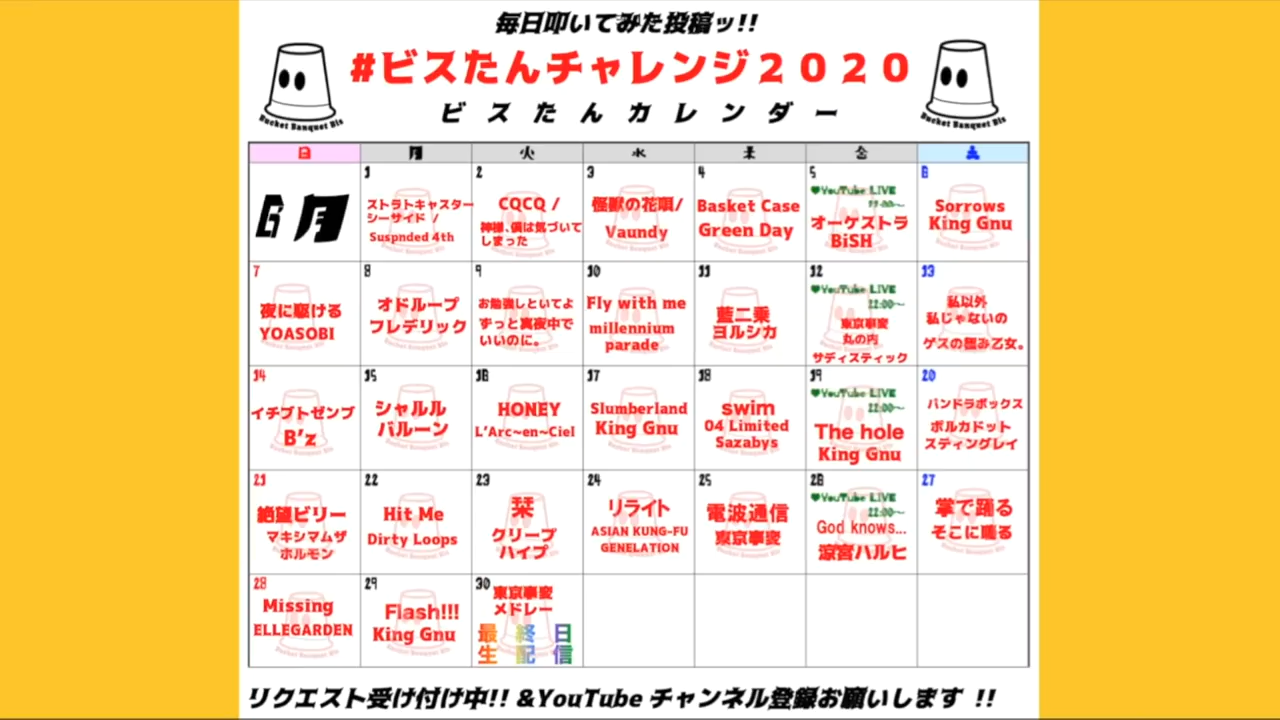 毎日叩いてみた投稿ッ!!
#ビスたんチャレンジ2020
ビスたんカレンダー
Bucket Banquet Bis
Bucket Banquet Bis
日 月 火 水 木 金 土
6月
1
ストラトキャスター
シーサイド /
Suspnded 4th
2
CQCQ /
神様、僕は気づいて
しまった
3
怪獣の花唄/
Vaundy
4
Basket Case
Green Day
5
♥YouTube LIVE
オーケストラ
BiSH
6
Sorrows
King Gnu
7
夜に駆ける
YOASOBI
8
オドループ
フレデリック
9
お勉強しといてよ
ずっと真夜中で
いいのに。
10
Fly with me
millennium
parade
11
藍二乗
ヨルシカ
12
♥YouTube LIVE
22:00〜
東京事変
丸の内
サディスティック
13
私以外
私じゃないの
ゲスの極み乙女。
14
イチブトゼンブ
B'z
15
シャルル
バルーン
16
HONEY
L'Arc~en~Ciel
17
Slumberland
King Gnu
18
swim
04 Limited
Sazabys
19
♥YouTube LIVE
22:00〜
The hole
King Gnu
20
パンドラボックス
ポルカドット
スティングレイ
21
絶望ビリー
マキシマムザ
ホルモン
22
Hit Me
Dirty Loops
23
栞
クリープ
ハイプ
24
リライト
ASIAN KUNG-FU
GENELATION
25
電波通信
東京事変
26
♥YouTube LIVE
22:00〜
God knows...
涼宮ハルヒ
27
掌で踊る
そこに踊る
28
Missing
ELLEGARDEN
29
Flash!!!
King Gnu
30
東京事変
メドレー
最終日
生配信
リクエスト受け付け中!! &YouTube チャンネル登録お願いします !!